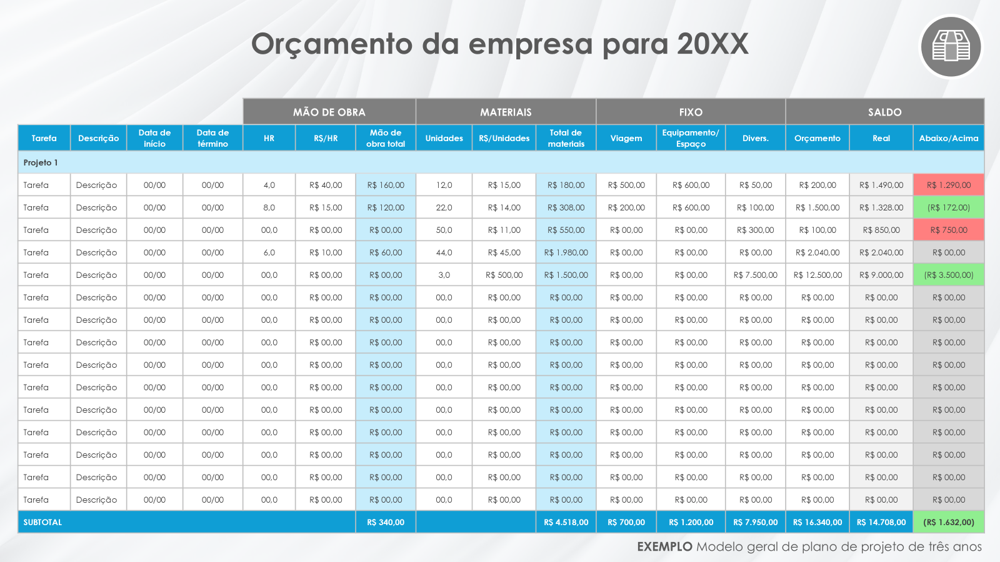 Orçamento da empresa para 20XX
MÃO DE OBRA MATERIAIS FIXO SALDO
Tarefa Descrição Data de início Data de término HR R$/HR Mão de obra total Unidades R$/Unidades Total de materiais Viagem Equipamento/ Espaço Divers. Orçamento Real Abaixo/Acima
Projeto 1
Tarefa Descrição 00/00 00/00 4,0 R$ 40,00 R$ 160,00 12,0 R$ 15,00 R$ 180,00 R$ 500,00 R$ 600,00 R$ 50,00 R$ 200,00 R$ 1.490,00 R$ 1.290,00
Tarefa Descrição 00/00 00/00 8,0 R$ 15,00 R$ 120,00 22,0 R$ 14,00 R$ 308,00 R$ 200,00 R$ 600,00 R$ 100,00 R$ 1.500,00 R$ 1.328.00 (R$ 172,00)
Tarefa Descrição 00/00 00/00 00,0 R$ 00,00 R$ 00,00 50,0 R$ 11,00 R$ 550,00 R$ 00,00 R$ 00,00 R$ 300,00 R$ 100,00 R$ 850,00 R$ 750,00
Tarefa Descrição 00/00 00/00 6,0 R$ 10,00 R$ 60,00 44,0 R$ 45,00 R$ 1.980,00 R$ 00,00 R$ 00,00 R$ 00,00 R$ 2.040,00 R$ 2.040,00 R$ 00,00
Tarefa Descrição 00/00 00/00 00,0 R$ 00,00 R$ 00,00 3,0 R$ 500,00 R$ 1.500,00 R$ 00,00 R$ 00,00 R$ 7.500,00 R$ 12.500,00 R$ 9.000,00 (R$ 3.500,00)
Tarefa Descrição 00/00 00/00 00,0 R$ 00,00 R$ 00,00 00,0 R$ 00,00 R$ 00,00 R$ 00,00 R$ 00,00 R$ 00,00 R$ 00,00 R$ 00,00 R$ 00,00
Tarefa Descrição 00/00 00/00 00,0 R$ 00,00 R$ 00,00 00,0 R$ 00,00 R$ 00,00 R$ 00,00 R$ 00,00 R$ 00,00 R$ 00,00 R$ 00,00 R$ 00,00
Tarefa Descrição 00/00 00/00 00,0 R$ 00,00 R$ 00,00 00,0 R$ 00,00 R$ 00,00 R$ 00,00 R$ 00,00 R$ 00,00 R$ 00,00 R$ 00,00 R$ 00,00
Tarefa Descrição 00/00 00/00 00,0 R$ 00,00 R$ 00,00 00,0 R$ 00,00 R$ 00,00 R$ 00,00 R$ 00,00 R$ 00,00 R$ 00,00 R$ 00,00 R$ 00,00
Tarefa Descrição 00/00 00/00 00,0 R$ 00,00 R$ 00,00 00,0 R$ 00,00 R$ 00,00 R$ 00,00 R$ 00,00 R$ 00,00 R$ 00,00 R$ 00,00 R$ 00,00
Tarefa Descrição 00/00 00/00 00,0 R$ 00,00 R$ 00,00 00,0 R$ 00,00 R$ 00,00 R$ 00,00 R$ 00,00 R$ 00,00 R$ 00,00 R$ 00,00 R$ 00,00
Tarefa Descrição 00/00 00/00 00,0 R$ 00,00 R$ 00,00 00,0 R$ 00,00 R$ 00,00 R$ 00,00 R$ 00,00 R$ 00,00 R$ 00,00 R$ 00,00 R$ 00,00
Tarefa Descrição 00/00 00/00 00,0 R$ 00,00 R$ 00,00 00,0 R$ 00,00 R$ 00,00 R$ 00,00 R$ 00,00 R$ 00,00 R$ 00,00 R$ 00,00 R$ 00,00
Tarefa Descrição 00/00 00/00 00,0 R$ 00,00 R$ 00,00 00,0 R$ 00,00 R$ 00,00 R$ 00,00 R$ 00,00 R$ 00,00 R$ 00,00 R$ 00,00 R$ 00,00
Tarefa Descrição 00/00 00/00 00,0 R$ 00,00 R$ 00,00 00,0 R$ 00,00 R$ 00,00 R$ 00,00 R$ 00,00 R$ 00,00 R$ 00,00 R$ 00,00 R$ 00,00
SUBTOTAL R$ 340,00 R$ 4.518,00 R$ 700,00 R$ 1.200,00 R$ 7.950,00 R$ 16.340,00 R$ 14.708,00 (R$ 1.632,00)
EXEMPLO Modelo geral de plano de projeto de três anos